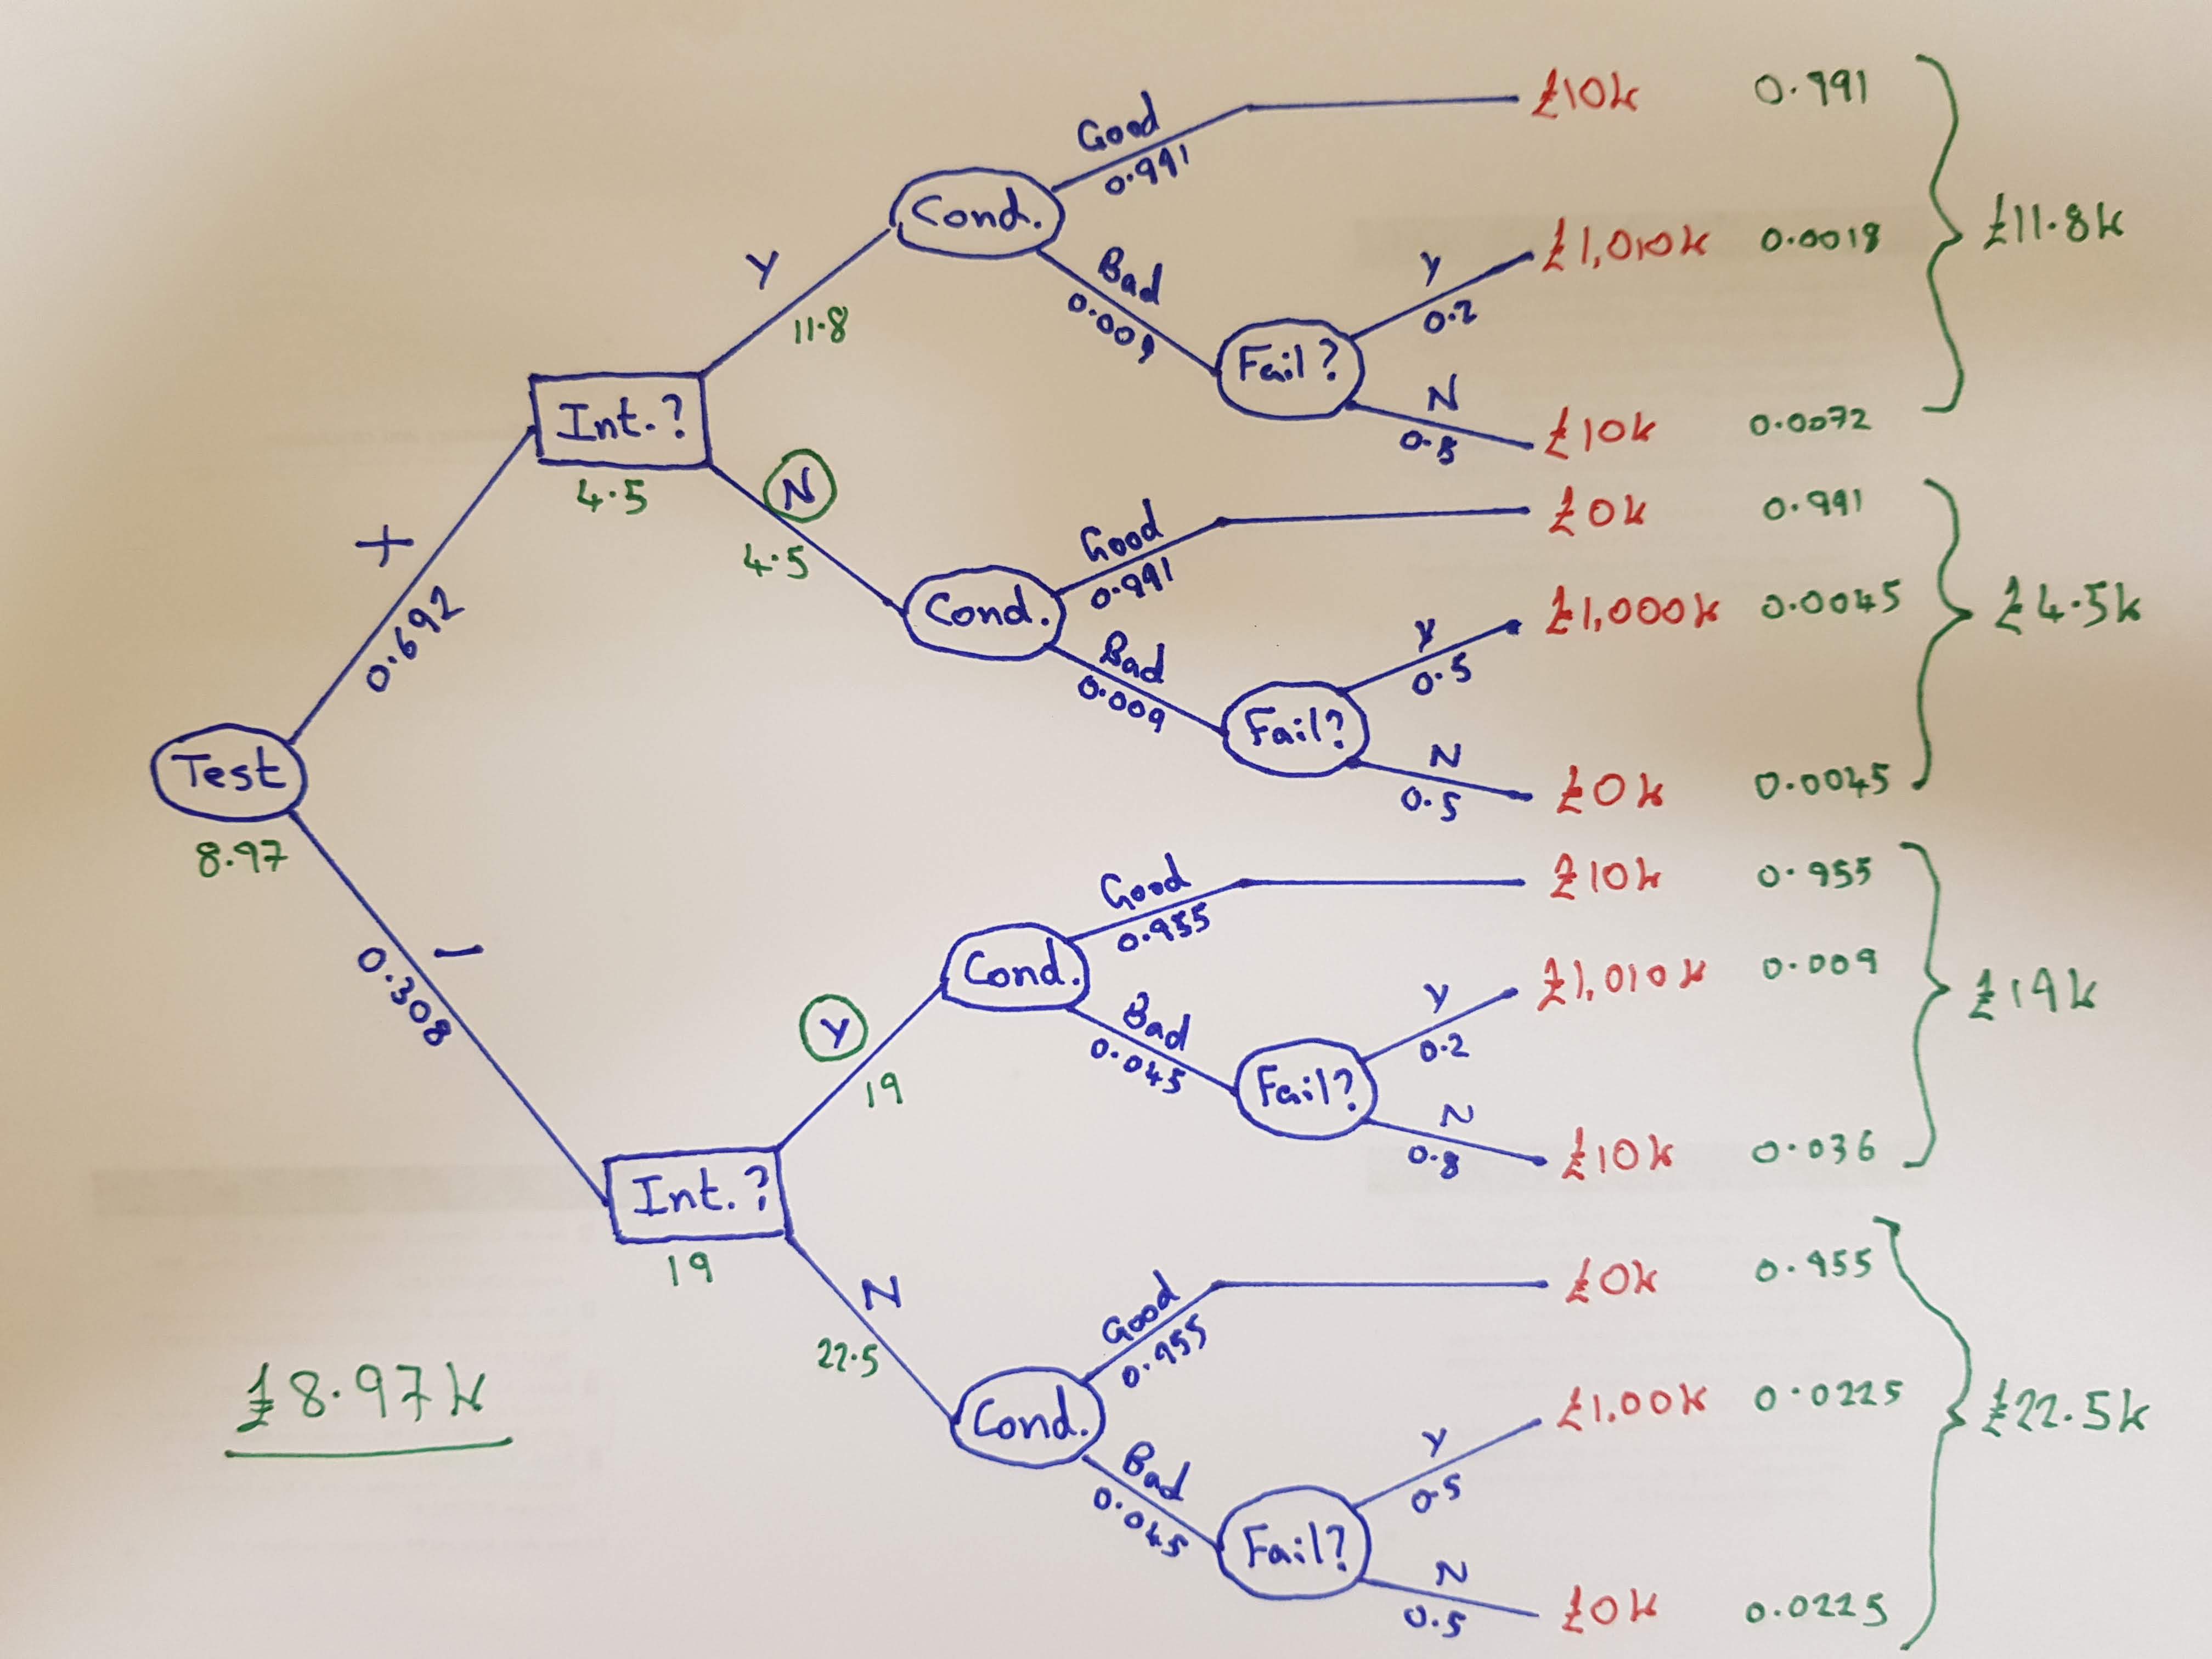 Good 0.991 £10k 0.991
Y 11.8 Cond.
Bad 0.009 Fail? Y 0.2 £1,010k 0.0018 £11.8k
N 0.8 £10k 0.0072
+ 0.692 Int.? 4.5
Good 0.991 £0k 0.991
N 4.5 Cond.
Bad 0.009 Fail? Y 0.5 £1,000k 0.0045 £4.5k
N 0.5 £0k 0.0045
Test
8.97
Good 0.955 £10k 0.955
Y 19 Cond.
Bad 0.045 Fail? Y 0.2 £1,010k 0.009 £19k
N 0.8 £10k 0.036
- 0.308 Int.? 19
Good 0.955 £0k 0.955
N 22.5 Cond.
Bad 0.045 Fail? Y 0.5 £1.00k 0.0225 £22.5k
N 0.5 £0k 0.0225
£8.97k